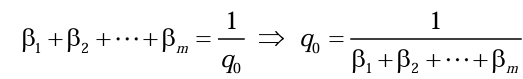 β₁ + β₂ + ⋯ + βₘ = 1/q₀ ⇒ q₀ = 1/(β₁ + β₂ + ⋯ + βₘ)